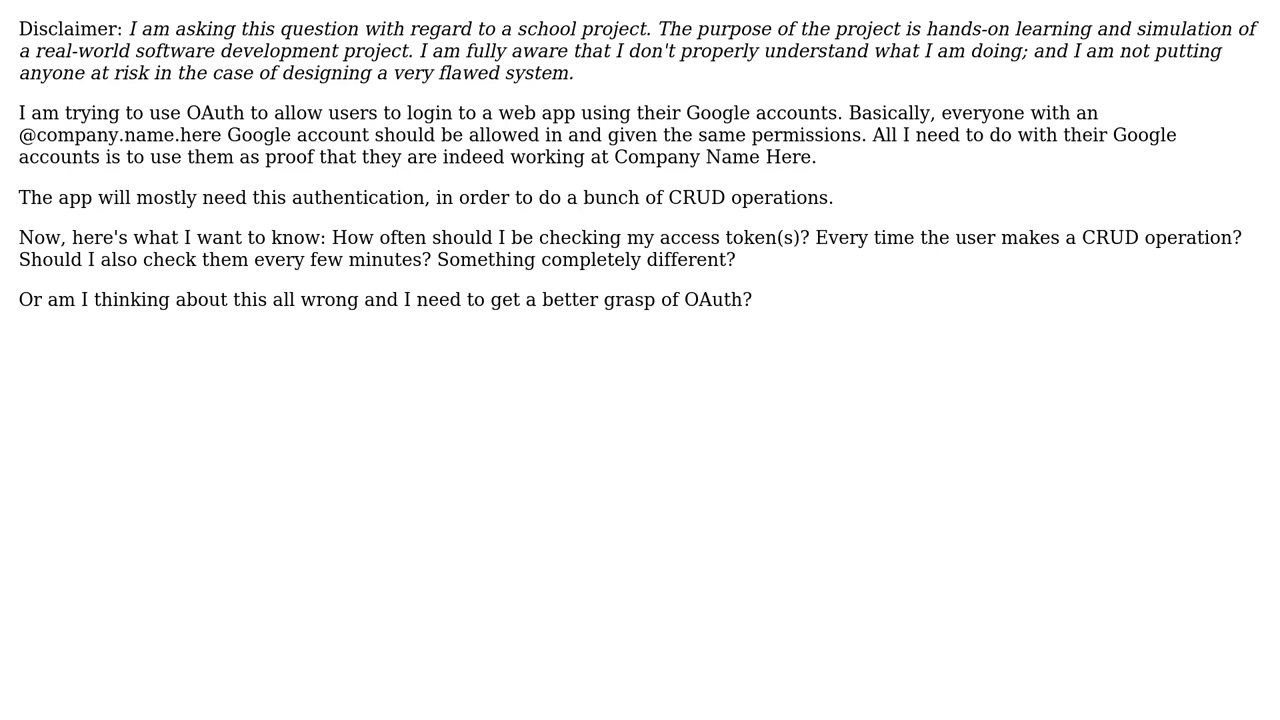 Disclaimer: I am asking this question with regard to a school project. The purpose of the project is hands-on learning and simulation of
a real-world software development project. I am fully aware that I don't properly understand what I am doing; and I am not putting
anyone at risk in the case of designing a very flawed system.
I am trying to use OAuth to allow users to login to a web app using their Google accounts. Basically, everyone with an
@company.name.here Google account should be allowed in and given the same permissions. All I need to do with their Google
accounts is to use them as proof that they are indeed working at Company Name Here.
The app will mostly need this authentication, in order to do a bunch of CRUD operations.
Now, here's what I want to know: How often should I be checking my access token(s)? Every time the user makes a CRUD operation?
Should I also check them every few minutes? Something completely different?
Or am I thinking about this all wrong and I need to get a better grasp of OAuth?